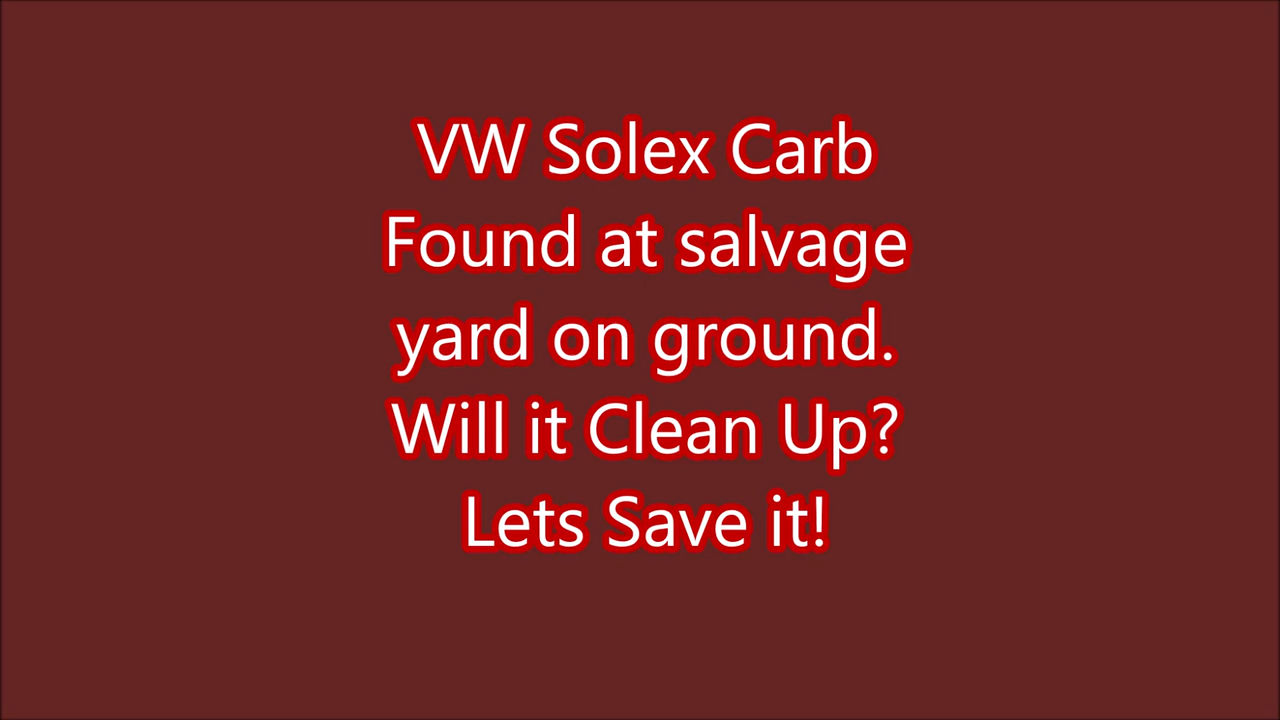 VW Solex Carb
Found at salvage
yard on ground.
Will it Clean Up?
Lets Save it!